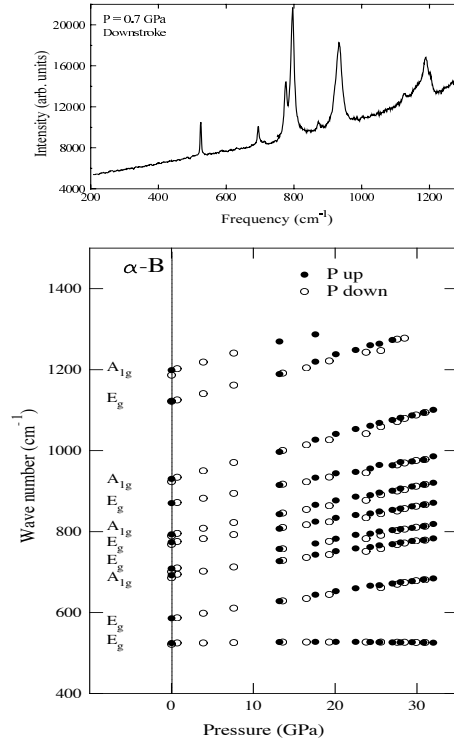 P = 0.7 GPa
Downstroke
20000
16000
12000
8000
4000
Intensity (arb. units)
200 400 600 800 1000 1200
Frequency (cm⁻¹)
α-B
P up
P down
1400
1200
1000
800
600
400
Wave number (cm⁻¹)
A₁g
Eg
A₁g
Eg
A₁g
Eg
Eg
A₁g
Eg
Eg
0 10 20 30
Pressure (GPa)